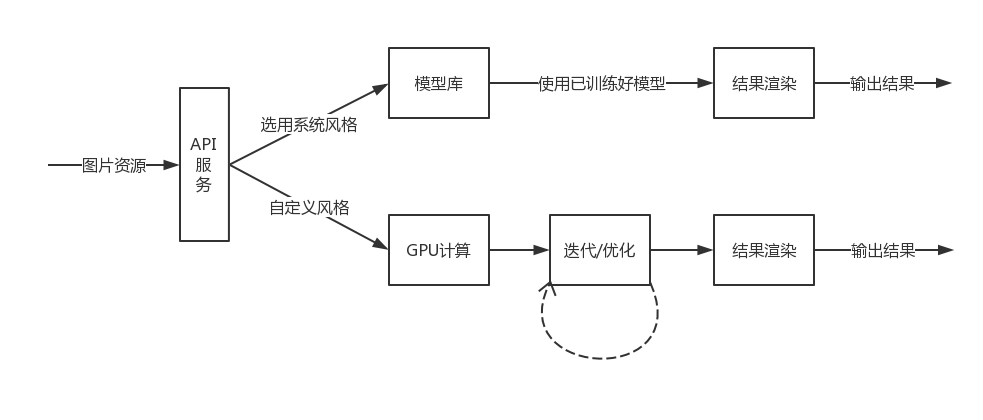 图片资源
API
服
务
选用系统风格
模型库
使用已训练好模型
结果渲染
输出结果
自定义风格
GPU计算
迭代/优化
结果渲染
输出结果